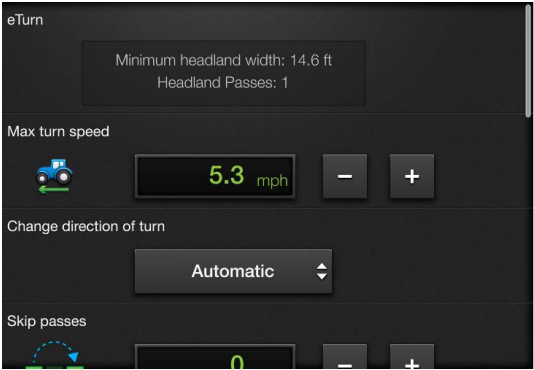 eTurn
Minimum headland width: 14.6 ft
Headland Passes: 1
Max turn speed
5.3 mph
−
+
Change direction of turn
Automatic
Skip passes
0
−
+